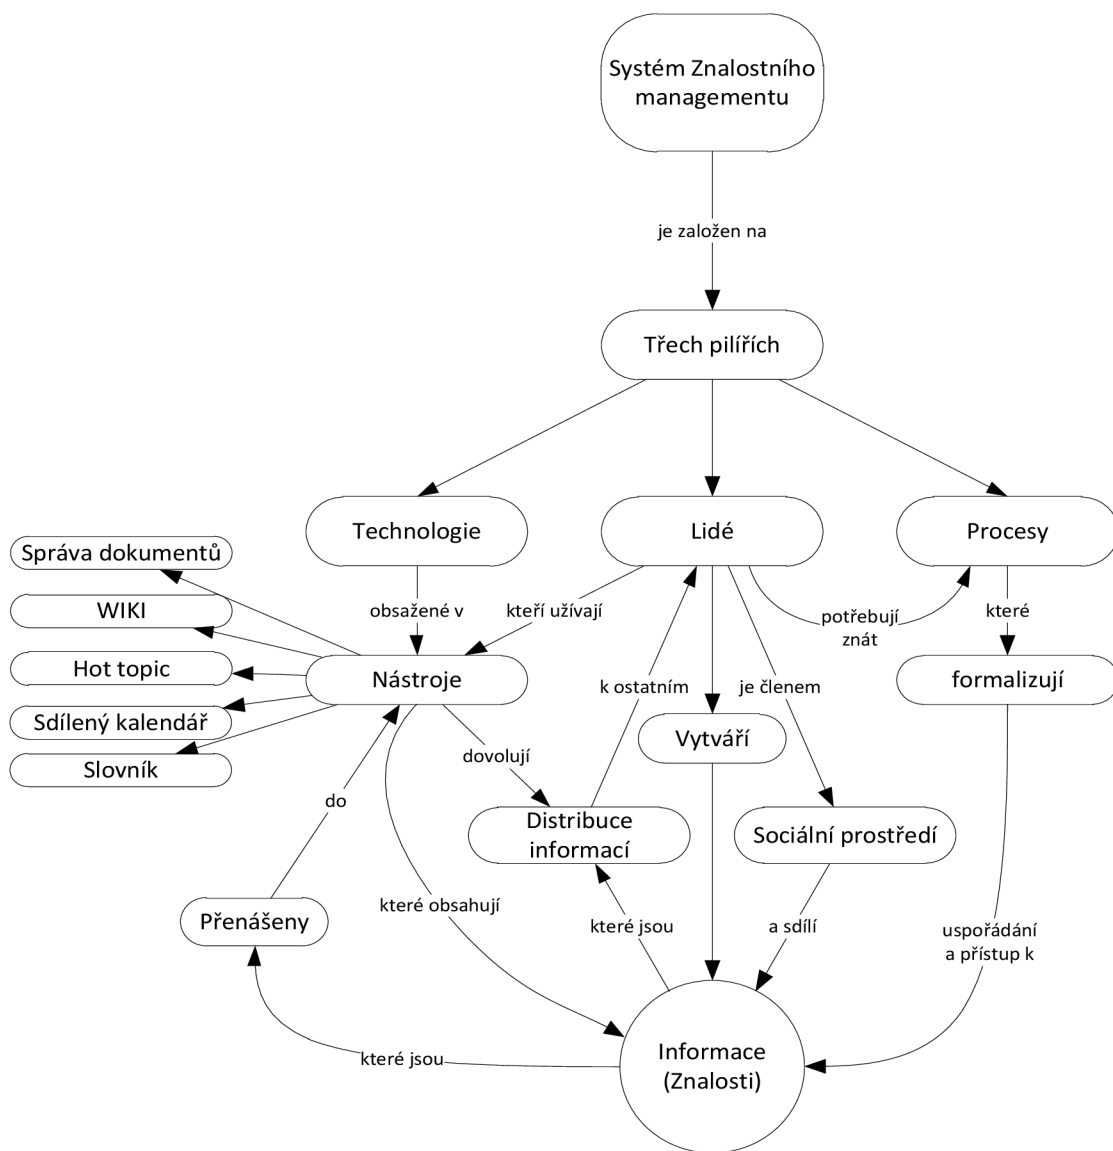 Systém Znalostního
managementu
je založen na
Třech pilířích
Technologie
Lidé
Procesy
Správa dokumentů
WIKI
Hot topic
Sdílený kalendář
Slovník
obsažené v
kteří užívají
potřebují
znát
které
Nástroje
k ostatním
je členem
formalizují
Vytváří
dovolují
do
Distribuce
informací
Sociální prostředí
Přenášeny
které obsahují
které jsou
a sdílí
uspořádání
a přístup k
které jsou
Informace
(Znalosti)